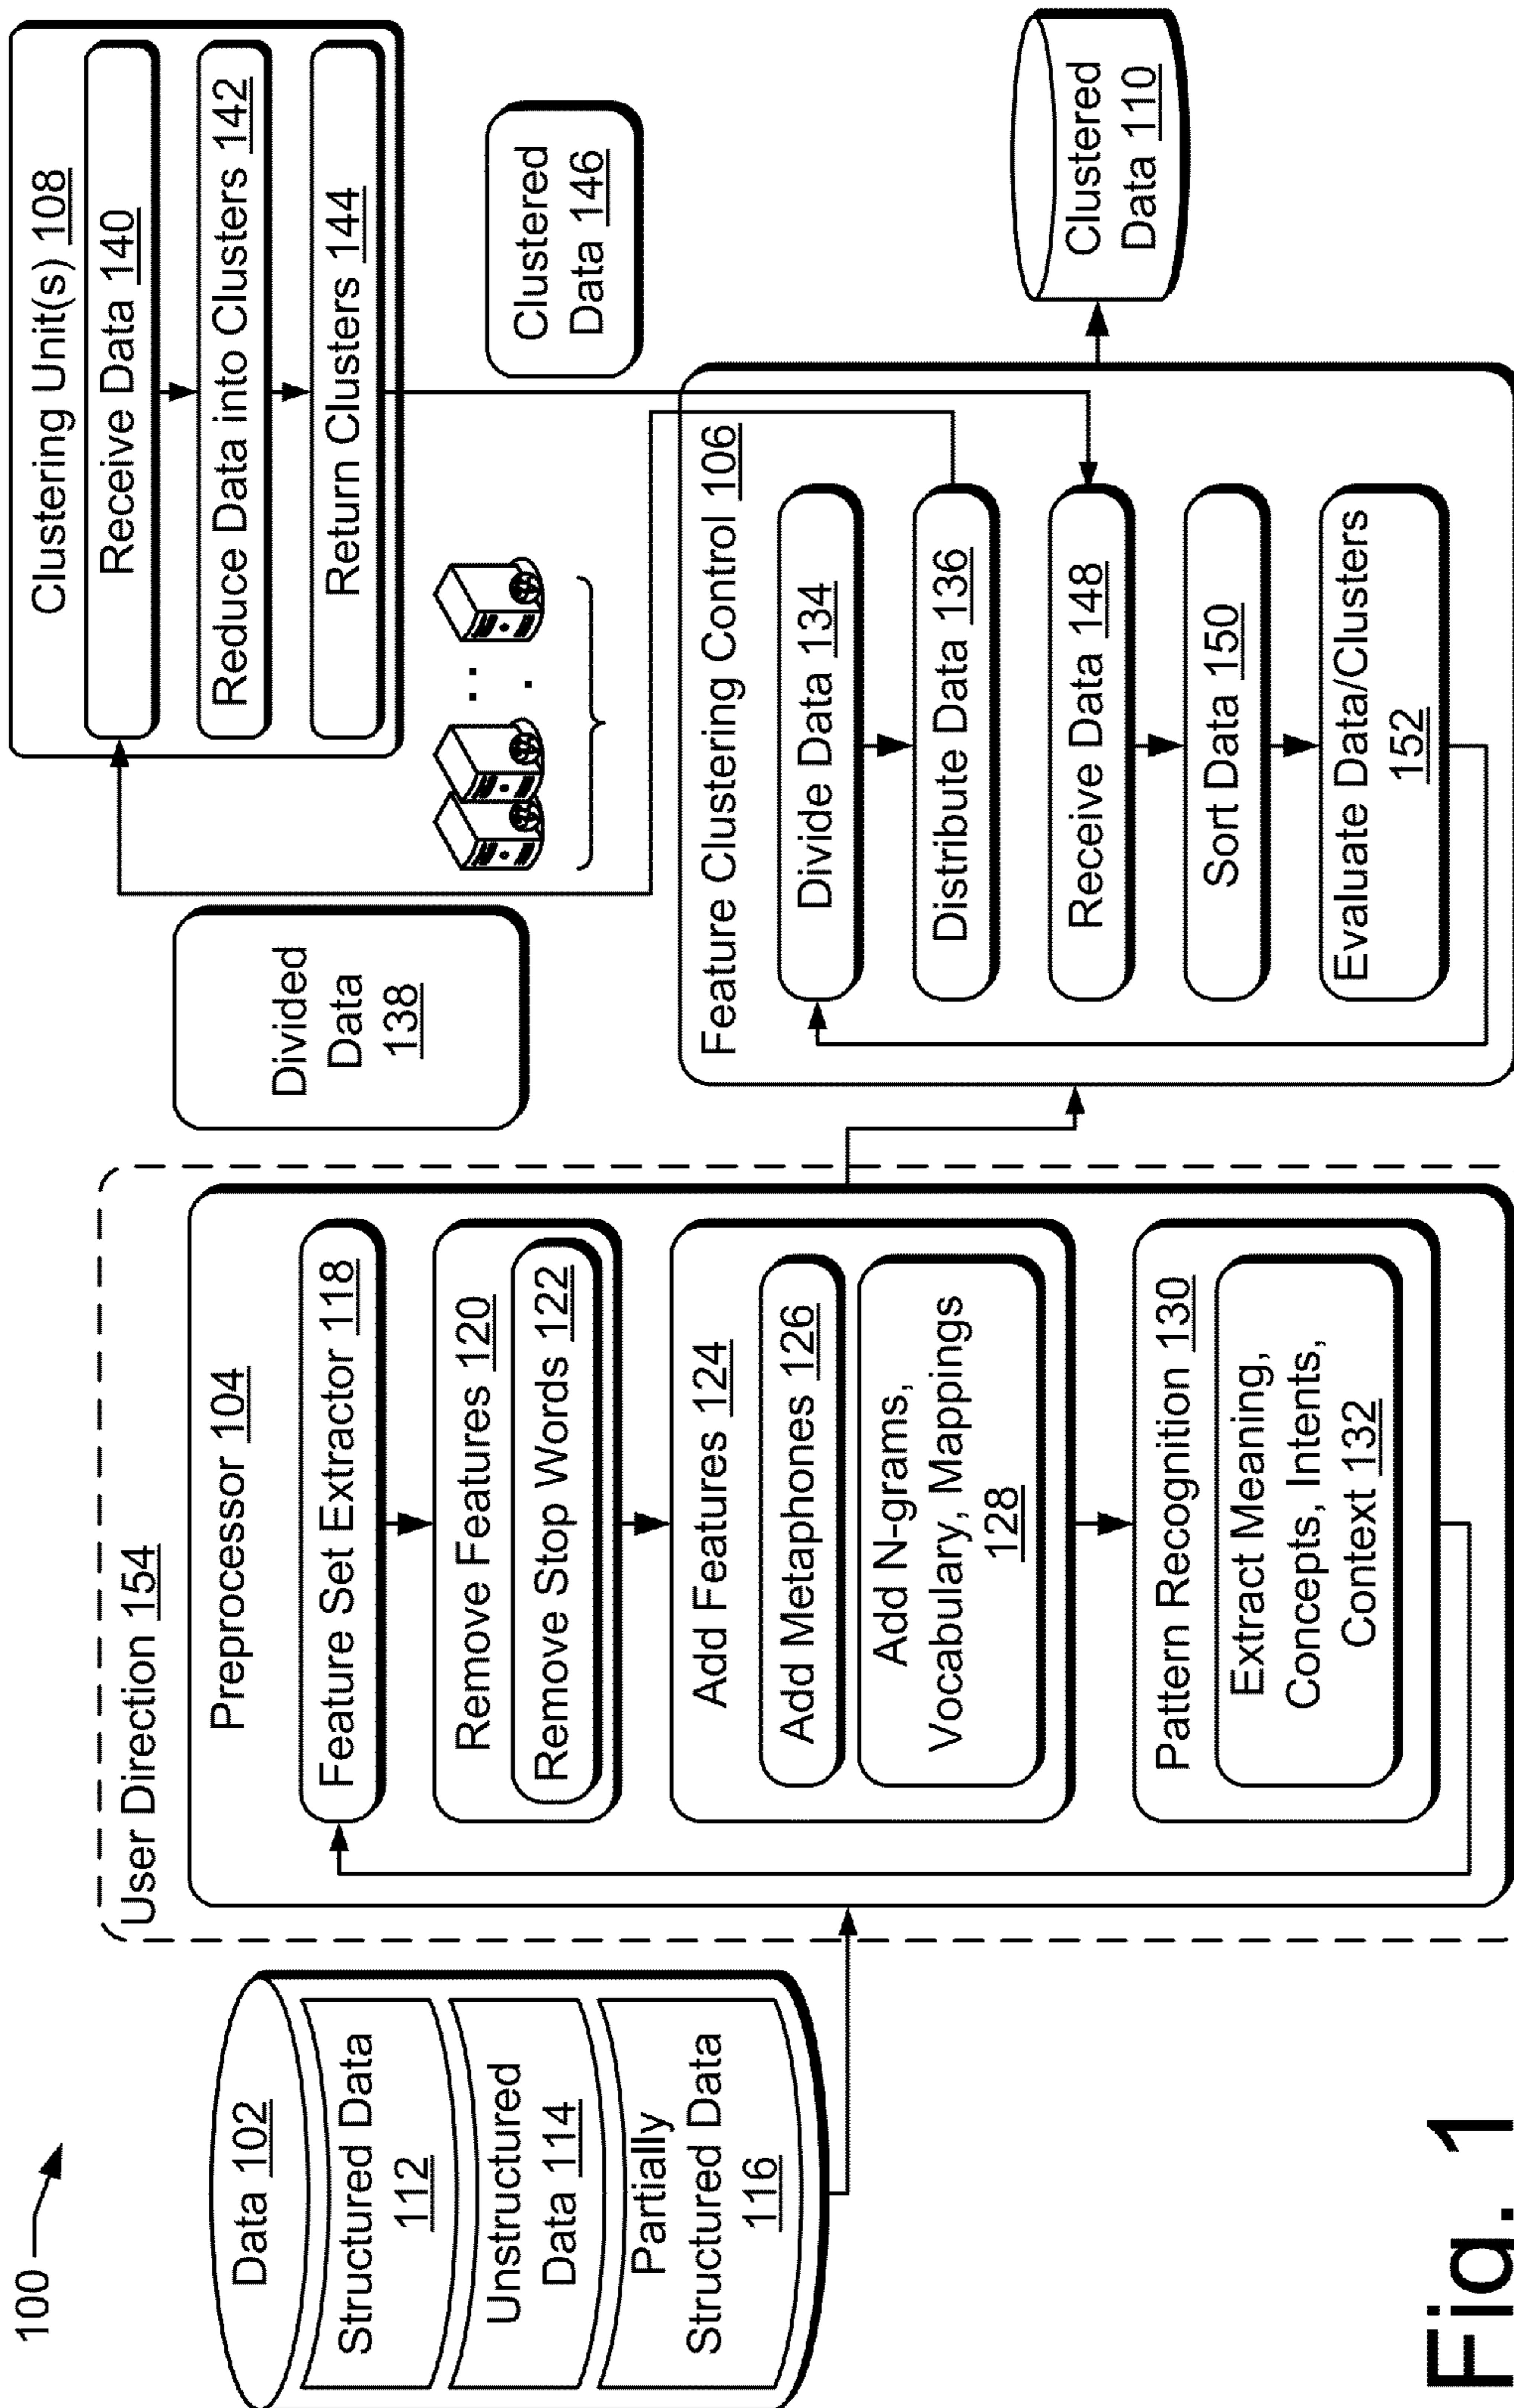 100
Data 102
Structured Data
112
Unstructured
Data 114
Partially
Structured Data
116
User Direction 154
Preprocessor 104
Feature Set Extractor 118
Remove Features 120
Remove Stop Words 122
Add Features 124
Add Metaphones 126
Add N-grams,
Vocabulary, Mappings
128
Pattern Recognition 130
Extract Meaning,
Concepts, Intents,
Context 132
Divided
Data
138
Feature Clustering Control 106
Divide Data 134
Distribute Data 136
Receive Data 148
Sort Data 150
Evaluate Data/Clusters
152
Clustering Unit(s) 108
Receive Data 140
Reduce Data into Clusters 142
Return Clusters 144
Clustered
Data 146
Clustered
Data 110
Fig. 1